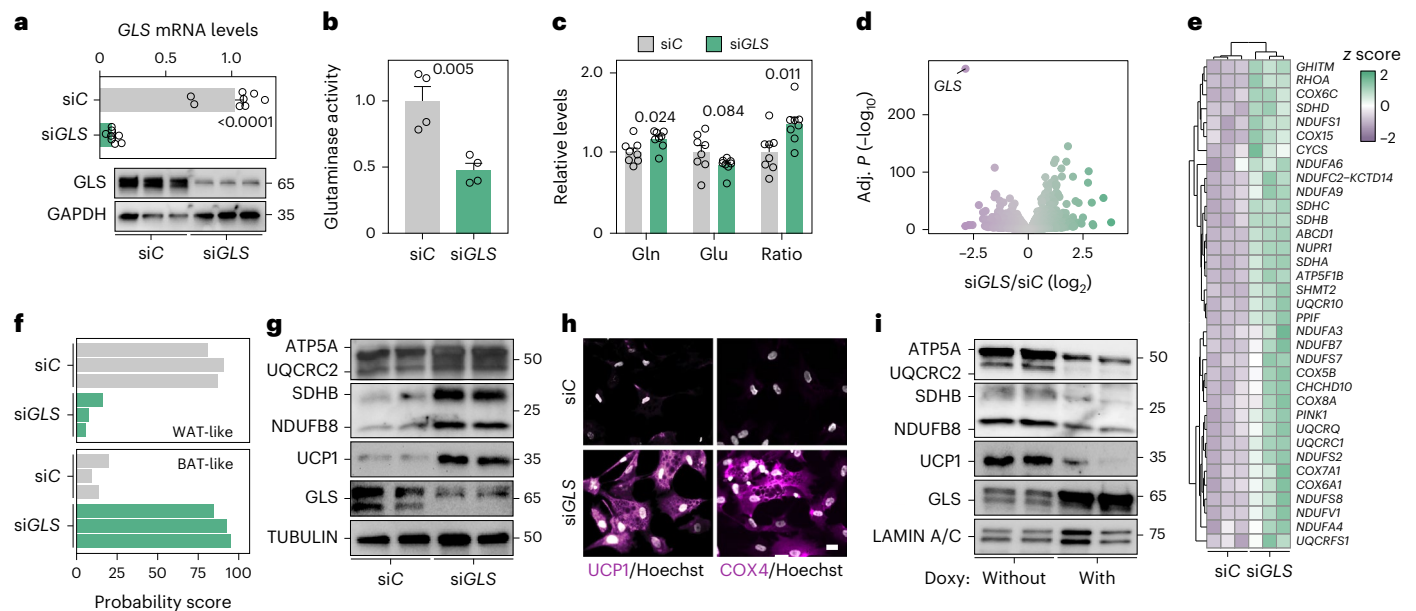 a
GLS mRNA levels
0 0.5 1.0
siC
<0.0001
siGLS
GLS
65
GAPDH
35
siC siGLS
b
Glutaminase activity
1.0
0.5
0
0.005
siC siGLS
c
siC siGLS
Relative levels
2.0
1.0
0
0.024
0.084
0.011
Gln Glu Ratio
d
Adj. P (−log10)
200
100
0
GLS
−2.5 0 2.5
siGLS/siC (log2)
e
z score
2
0
−2
GHITM
RHOA
COX6C
SDHD
NDUFS1
COX15
CYCS
NDUFA6
NDUFC2−KCTD14
NDUFA9
SDHC
SDHB
ABCD1
NUPR1
SDHA
ATP5F1B
SHMT2
UQCR10
PPIF
NDUFA3
NDUFB7
NDUFS7
COX5B
CHCHD10
COX8A
PINK1
UQCRQ
UQCRC1
NDUFS2
COX7A1
COX6A1
NDUFS8
NDUFV1
NDUFA4
UQCRFS1
siC siGLS
f
siC
siGLS
WAT-like
siC
BAT-like
siGLS
0 25 50 75 100
Probability score
g
ATP5A
UQCRC2
50
SDHB
25
NDUFB8
UCP1
35
GLS
65
TUBULIN
50
siC siGLS
h
siC
siGLS
UCP1/Hoechst COX4/Hoechst
i
ATP5A
50
UQCRC2
SDHB
25
NDUFB8
UCP1
35
GLS
65
LAMIN A/C
75
Doxy: Without With